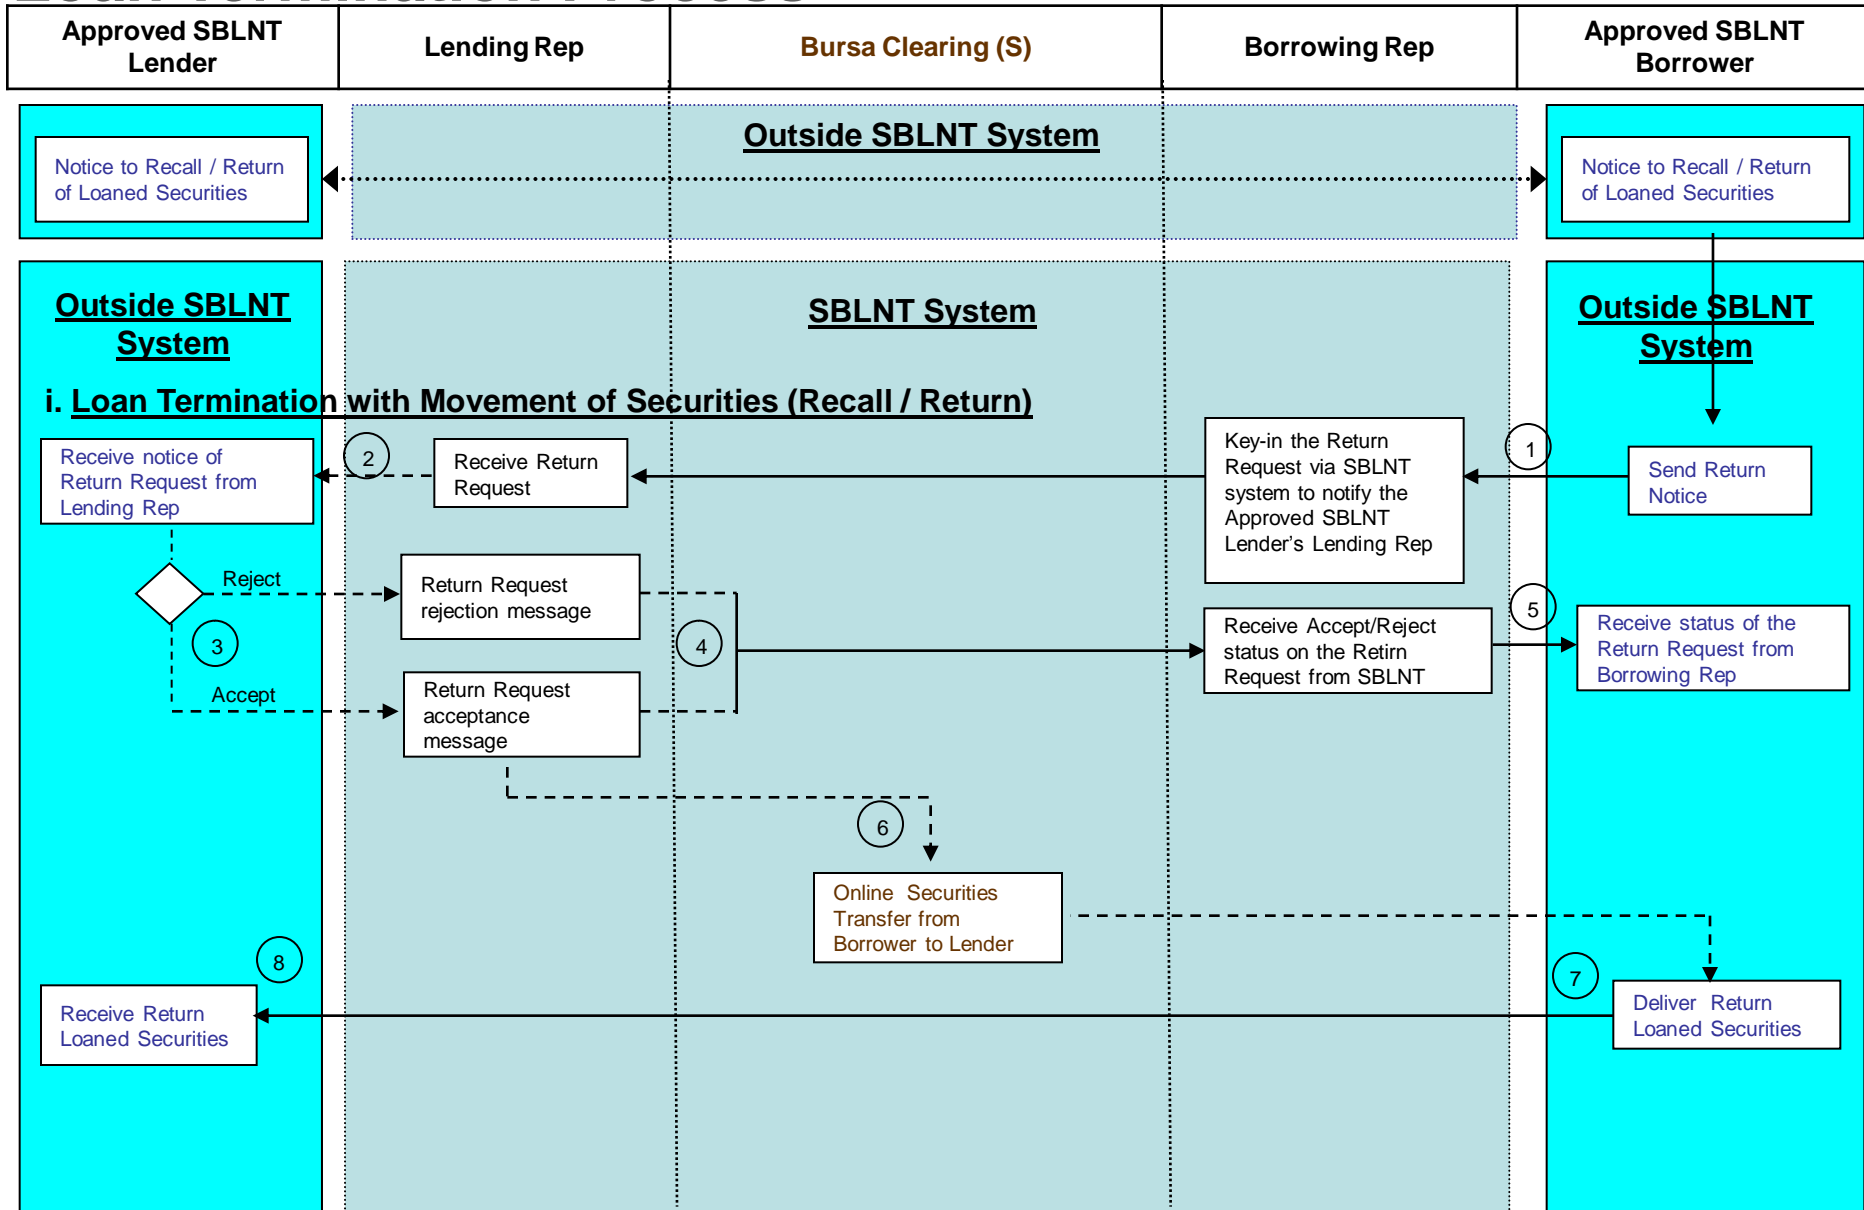 Loan Termination Process
Approved SBLNT
Lender
Lending Rep
Bursa Clearing (S)
Borrowing Rep
Approved SBLNT
Borrower
Outside SBLNT System
Notice to Recall / Return
of Loaned Securities
Notice to Recall / Return
of Loaned Securities
Outside SBLNT
System
SBLNT System
Outside SBLNT
System
i. Loan Termination with Movement of Securities (Recall / Return)
Receive notice of
Return Request from
Lending Rep
2
Receive Return
Request
Key-in the Return
Request via SBLNT
system to notify the
Approved SBLNT
Lender's Lending Rep
1
Send Return
Notice
Reject
3
Accept
Return Request
rejection message
Return Request
acceptance
message
4
Receive Accept/Reject
status on the Retirn
Request from SBLNT
5
Receive status of the
Return Request from
Borrowing Rep
6
Online Securities
Transfer from
Borrower to Lender
8
Receive Return
Loaned Securities
7
Deliver Return
Loaned Securities